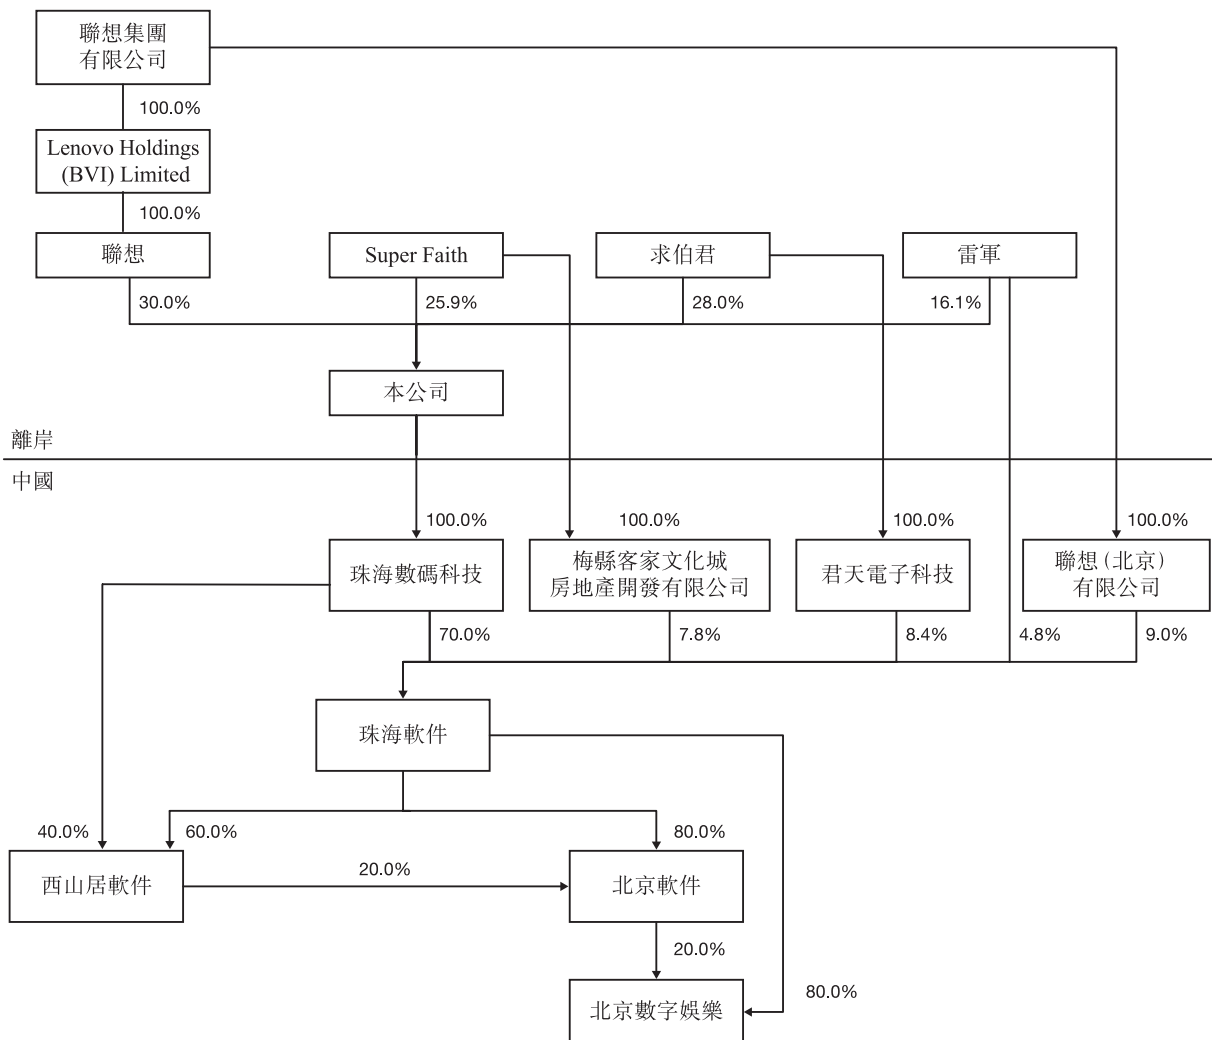 聯想集團
有限公司
100.0%
Lenovo Holdings
(BVI) Limited
100.0%
聯想
Super Faith
求伯君
雷軍
30.0%
25.9%
28.0%
16.1%
本公司
離岸
中國
100.0%
100.0%
100.0%
100.0%
珠海數碼科技
梅縣客家文化城
房地產開發有限公司
君天電子科技
聯想(北京)
有限公司
70.0%
7.8%
8.4%
4.8%
9.0%
珠海軟件
40.0%
60.0%
80.0%
西山居軟件
20.0%
北京軟件
20.0%
80.0%
北京數字娛樂